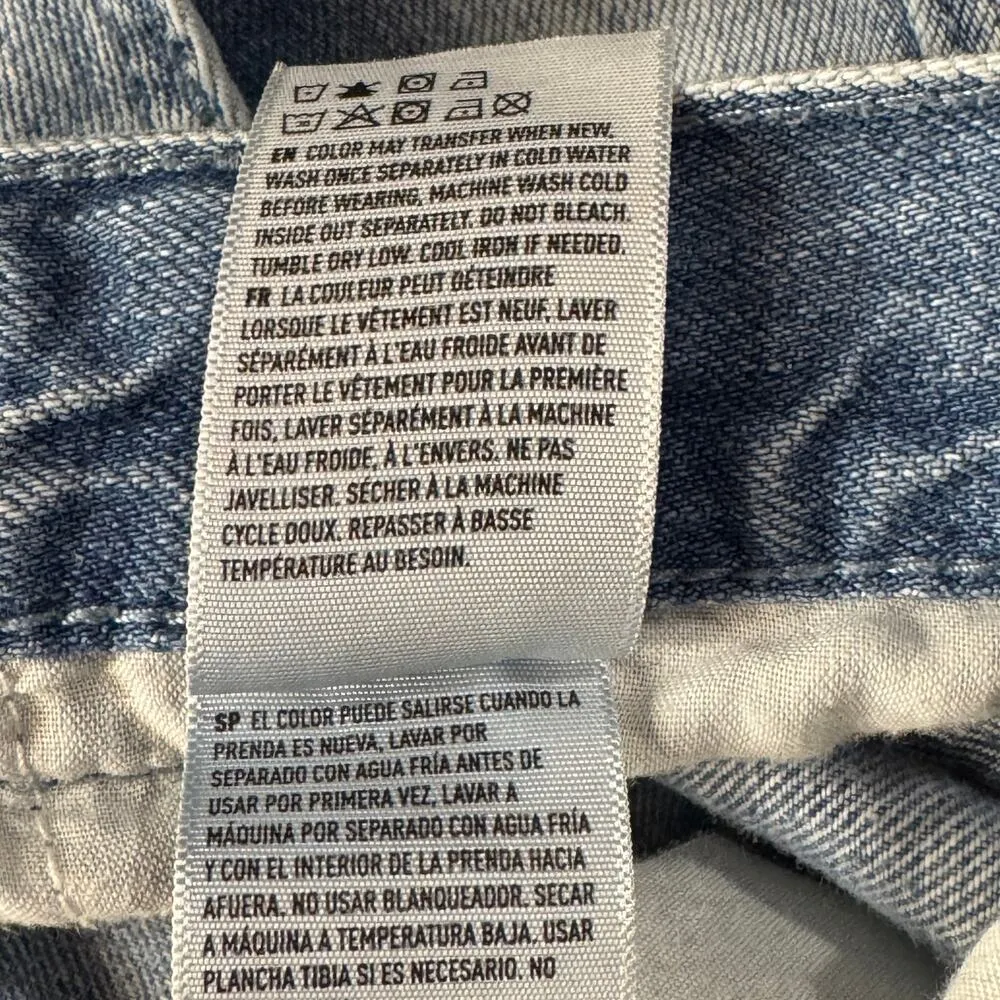 EN COLOR MAY TRANSFER WHEN NEW.
WASH ONCE SEPARATELY IN COLD WATER
BEFORE WEARING, MACHINE WASH COLD
INSIDE OUT SEPARATELY. DO NOT BLEACH.
TUMBLE DRY LOW. COOL IRON IF NEEDED.
FR LA COULEUR PEUT DÉTEINDRE
LORSQUE LE VÊTEMENT EST NEUF, LAVER
SÉPARÉMENT À L'EAU FROIDE AVANT DE
PORTER LE VÊTEMENT POUR LA PREMIÈRE
FOIS, LAVER SÉPARÉMENT À LA MACHINE
À L'EAU FROIDE, À L'ENVERS. NE PAS
JAVELLISER. SÉCHER À LA MACHINE
CYCLE DOUX. REPASSER À BASSE
TEMPÉRATURE AU BESOIN.
SP EL COLOR PUEDE SALIRSE CUANDO LA
PRENDA ES NUEVA, LAVAR POR
SEPARADO CON AGUA FRÍA ANTES DE
USAR POR PRIMERA VEZ, LAVAR A
MÁQUINA POR SEPARADO CON AGUA FRÍA
Y CON EL INTERIOR DE LA PRENDA HACIA
AFUERA. NO USAR BLANQUEADOR. SECAR
A MÁQUINA A TEMPERATURA BAJA. USAR
PLANCHA TIBIA SI ES NECESARIO. NO